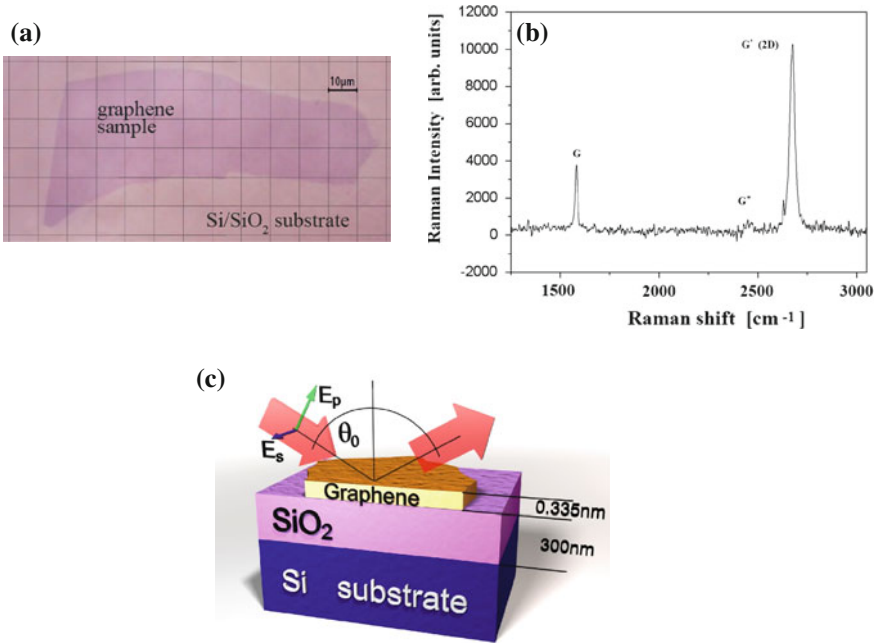 (a)
10μm
graphene
sample
Si/SiO₂ substrate
(b)
12000
10000
8000
6000
4000
2000
0
-2000
Raman Intensity [arb. units]
G
G*
G' (2D)
1500
2000
2500
3000
Raman shift [cm -1]
(c)
Eₚ
Eₛ
θ₀
Graphene
0.335nm
SiO₂
300nm
Si substrate